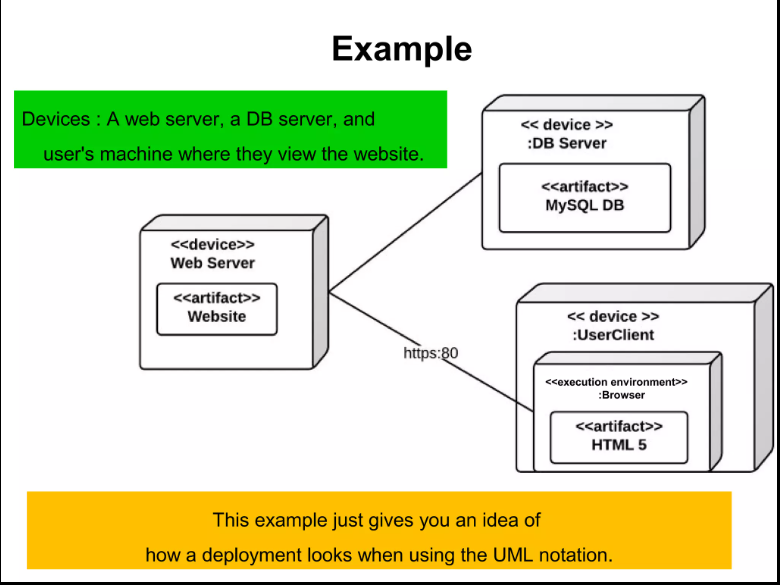 Example
Devices : A web server, a DB server, and
user's machine where they view the website.
<< device >>
:DB Server
<<artifact>>
MySQL DB
<<device>>
Web Server
<<artifact>>
Website
<< device >>
:UserClient
https:80
<<execution environment>>
:Browser
<<artifact>>
HTML 5
This example just gives you an idea of
how a deployment looks when using the UML notation.